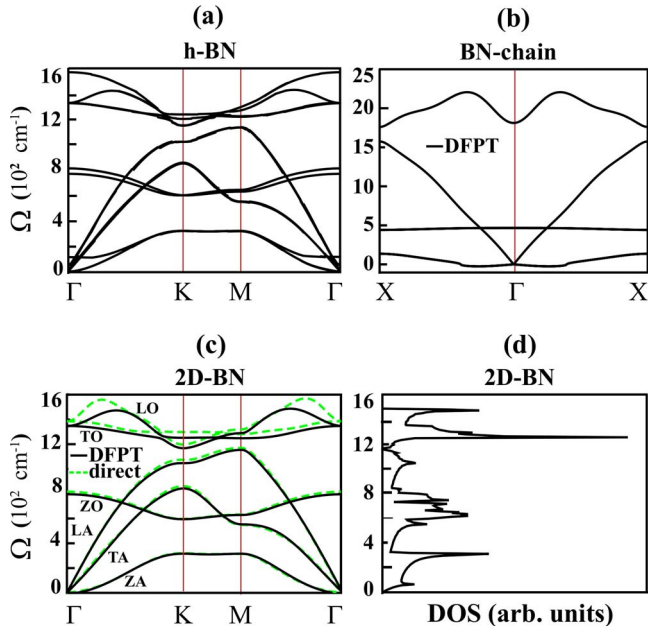 (a)
h-BN
Ω (10² cm⁻¹)
16
12
8
4
0
Γ K M Γ
(b)
BN-chain
25
20
15
10
5
0
DFPT
X Γ X
(c)
2D-BN
Ω (10² cm⁻¹)
16
12
8
4
0
LO
TO
DFPT
direct
ZO
LA
TA
ZA
Γ K M Γ
(d)
2D-BN
16
12
8
4
0
DOS (arb. units)